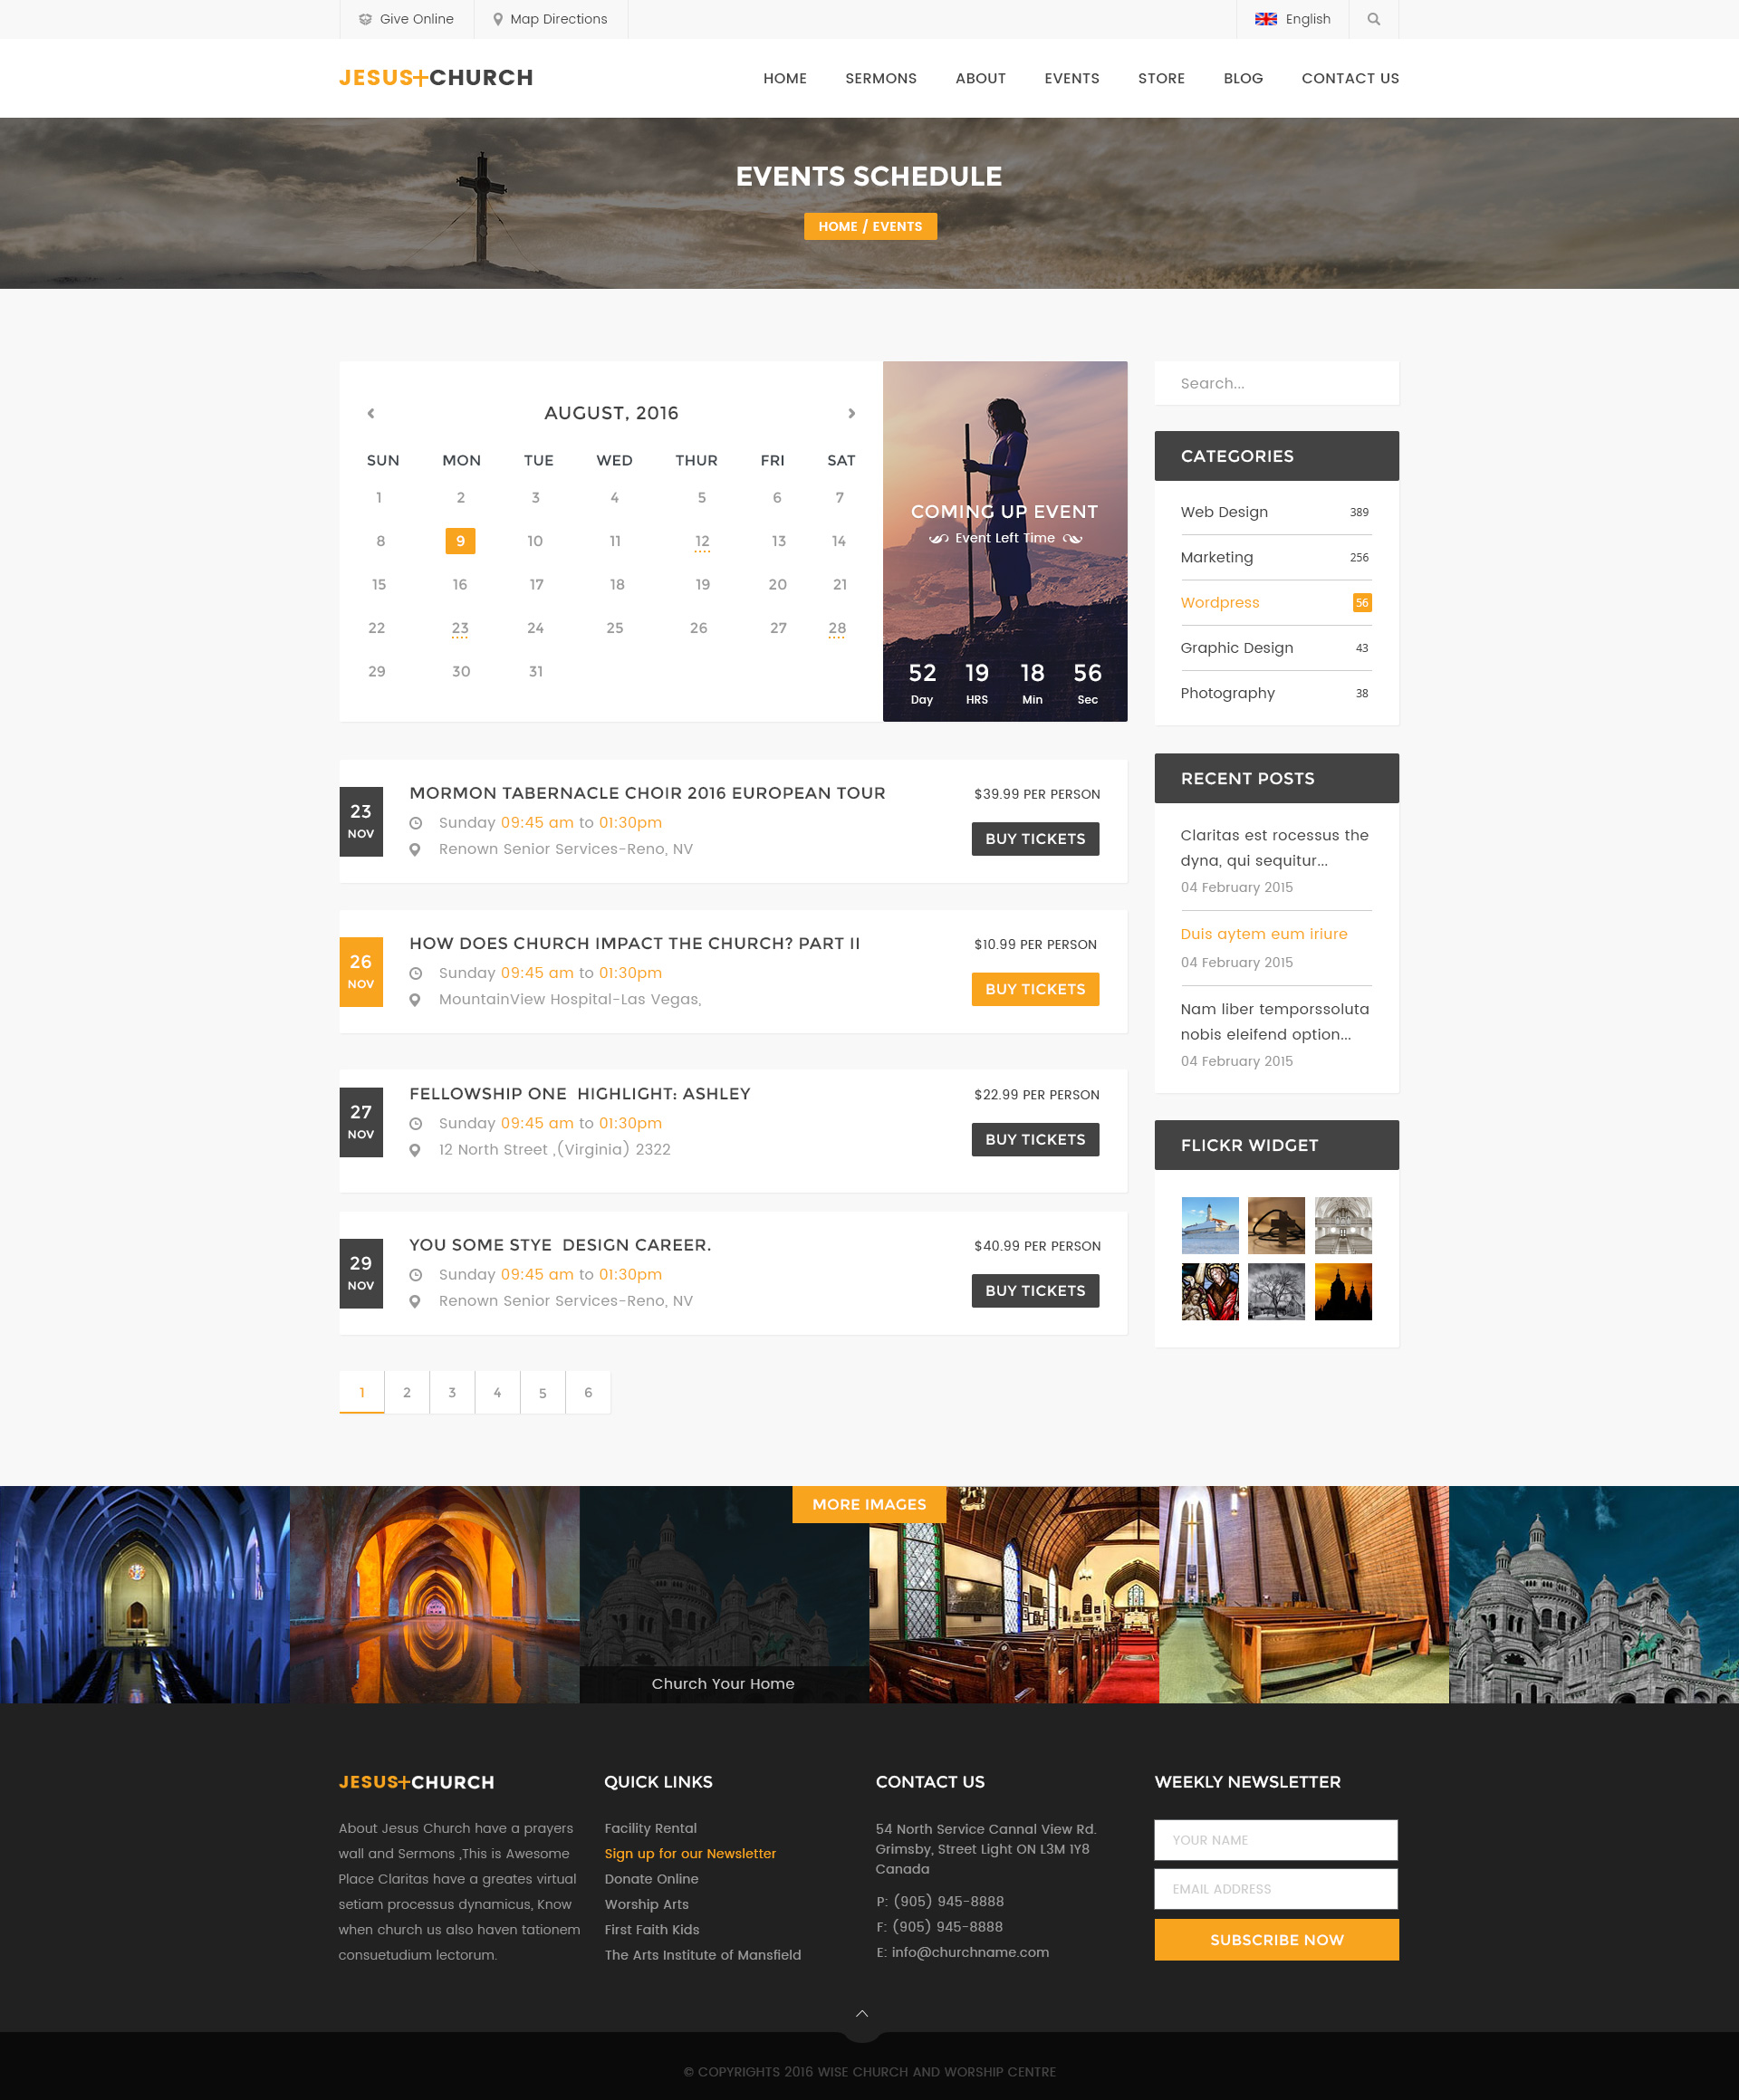 Give Online Map Directions English
JESUS+CHURCH HOME SERMONS ABOUT EVENTS STORE BLOG CONTACT US
EVENTS SCHEDULE
HOME / EVENTS
AUGUST, 2016
SUN MON TUE WED THUR FRI SAT
1 2 3 4 5 6 7
8 9 10 11 12 13 14
15 16 17 18 19 20 21
22 23 24 25 26 27 28
29 30 31
COMING UP EVENT
Event Left Time
52 19 18 56
Day HRS Min Sec
23
NOV
MORMON TABERNACLE CHOIR 2016 EUROPEAN TOUR
Sunday 09:45 am to 01:30pm
Renown Senior Services-Reno, NV
$39.99 PER PERSON
BUY TICKETS
26
NOV
HOW DOES CHURCH IMPACT THE CHURCH? PART II
Sunday 09:45 am to 01:30pm
MountainView Hospital-Las Vegas,
$10.99 PER PERSON
BUY TICKETS
27
NOV
FELLOWSHIP ONE HIGHLIGHT: ASHLEY
Sunday 09:45 am to 01:30pm
12 North Street ,(Virginia) 2322
$22.99 PER PERSON
BUY TICKETS
29
NOV
YOU SOME STYE DESIGN CAREER.
Sunday 09:45 am to 01:30pm
Renown Senior Services-Reno, NV
$40.99 PER PERSON
BUY TICKETS
1 2 3 4 5 6
Search...
CATEGORIES
Web Design 389
Marketing 256
Wordpress 56
Graphic Design 43
Photography 38
RECENT POSTS
Claritas est rocessus the
dyna, qui sequitur...
04 February 2015
Duis aytem eum iriure
04 February 2015
Nam liber temporssoluta
nobis eleifend option...
04 February 2015
FLICKR WIDGET
MORE IMAGES
Church Your Home
JESUS+CHURCH
About Jesus Church have a prayers
wall and Sermons ,This is Awesome
Place Claritas have a greates virtual
setiam processus dynamicus, Know
when church us also haven tationem
consuetudium lectorum.
QUICK LINKS
Facility Rental
Sign up for our Newsletter
Donate Online
Worship Arts
First Faith Kids
The Arts Institute of Mansfield
CONTACT US
54 North Service Cannal View Rd.
Grimsby, Street Light ON L3M 1Y8
Canada
P: (905) 945-8888
F: (905) 945-8888
E: info@churchname.com
WEEKLY NEWSLETTER
YOUR NAME
EMAIL ADDRESS
SUBSCRIBE NOW
© COPYRIGHTS 2016 WISE CHURCH AND WORSHIP CENTRE